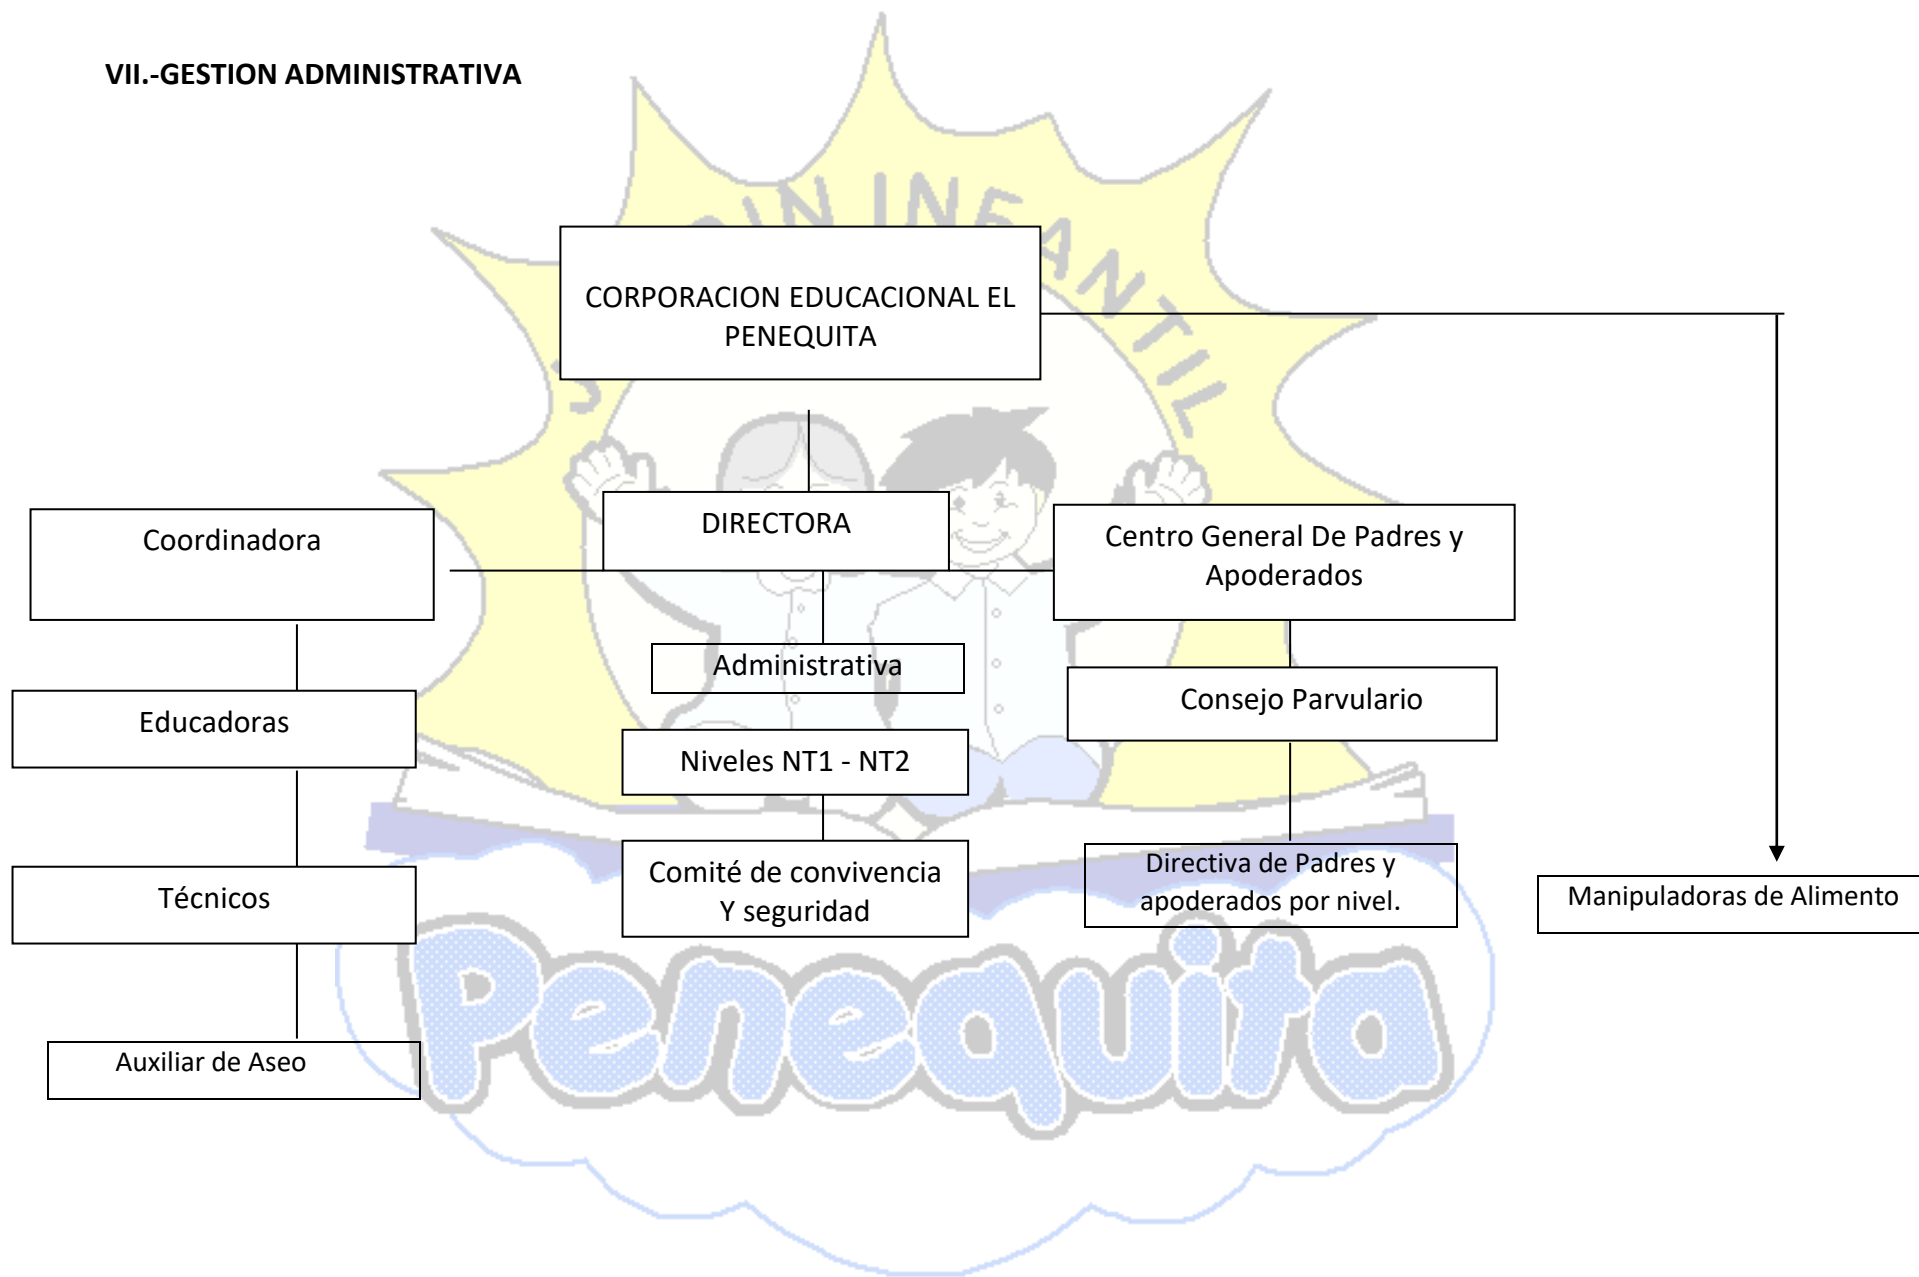 VII.-GESTION ADMINISTRATIVA
INFANTIL
CORPORACION EDUCACIONAL EL
PENEQUITA
DIRECTORA
Coordinadora
Centro General De Padres y
Apoderados
Administrativa
Consejo Parvulario
Educadoras
Niveles NT1 - NT2
Comité de convivencia
Y seguridad
Directiva de Padres y
apoderados por nivel.
Técnicos
Manipuladoras de Alimento
Auxiliar de Aseo
Penequita